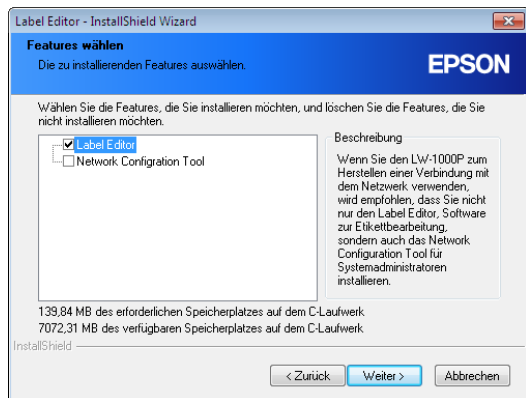 Label Editor - InstallShield Wizard
Features wählen
Die zu installierenden Features auswählen.
EPSON
Wählen Sie die Features, die Sie installieren möchten, und löschen Sie die Features, die Sie
nicht installieren möchten.
Label Editor
Network Configration Tool
Beschreibung
Wenn Sie den LW-1000P zum
Herstellen einer Verbindung mit
dem Netzwerk verwenden,
wird empfohlen, dass Sie nicht
nur den Label Editor, Software
zur Etikettbearbeitung,
sondern auch das Network
Configuration Tool für
Systemadministratoren
installieren.
139,84 MB des erforderlichen Speicherplatzes auf dem C-Laufwerk
7072,31 MB des verfügbaren Speicherplatzes auf dem C-Laufwerk
InstallShield
< Zurück
Weiter >
Abbrechen